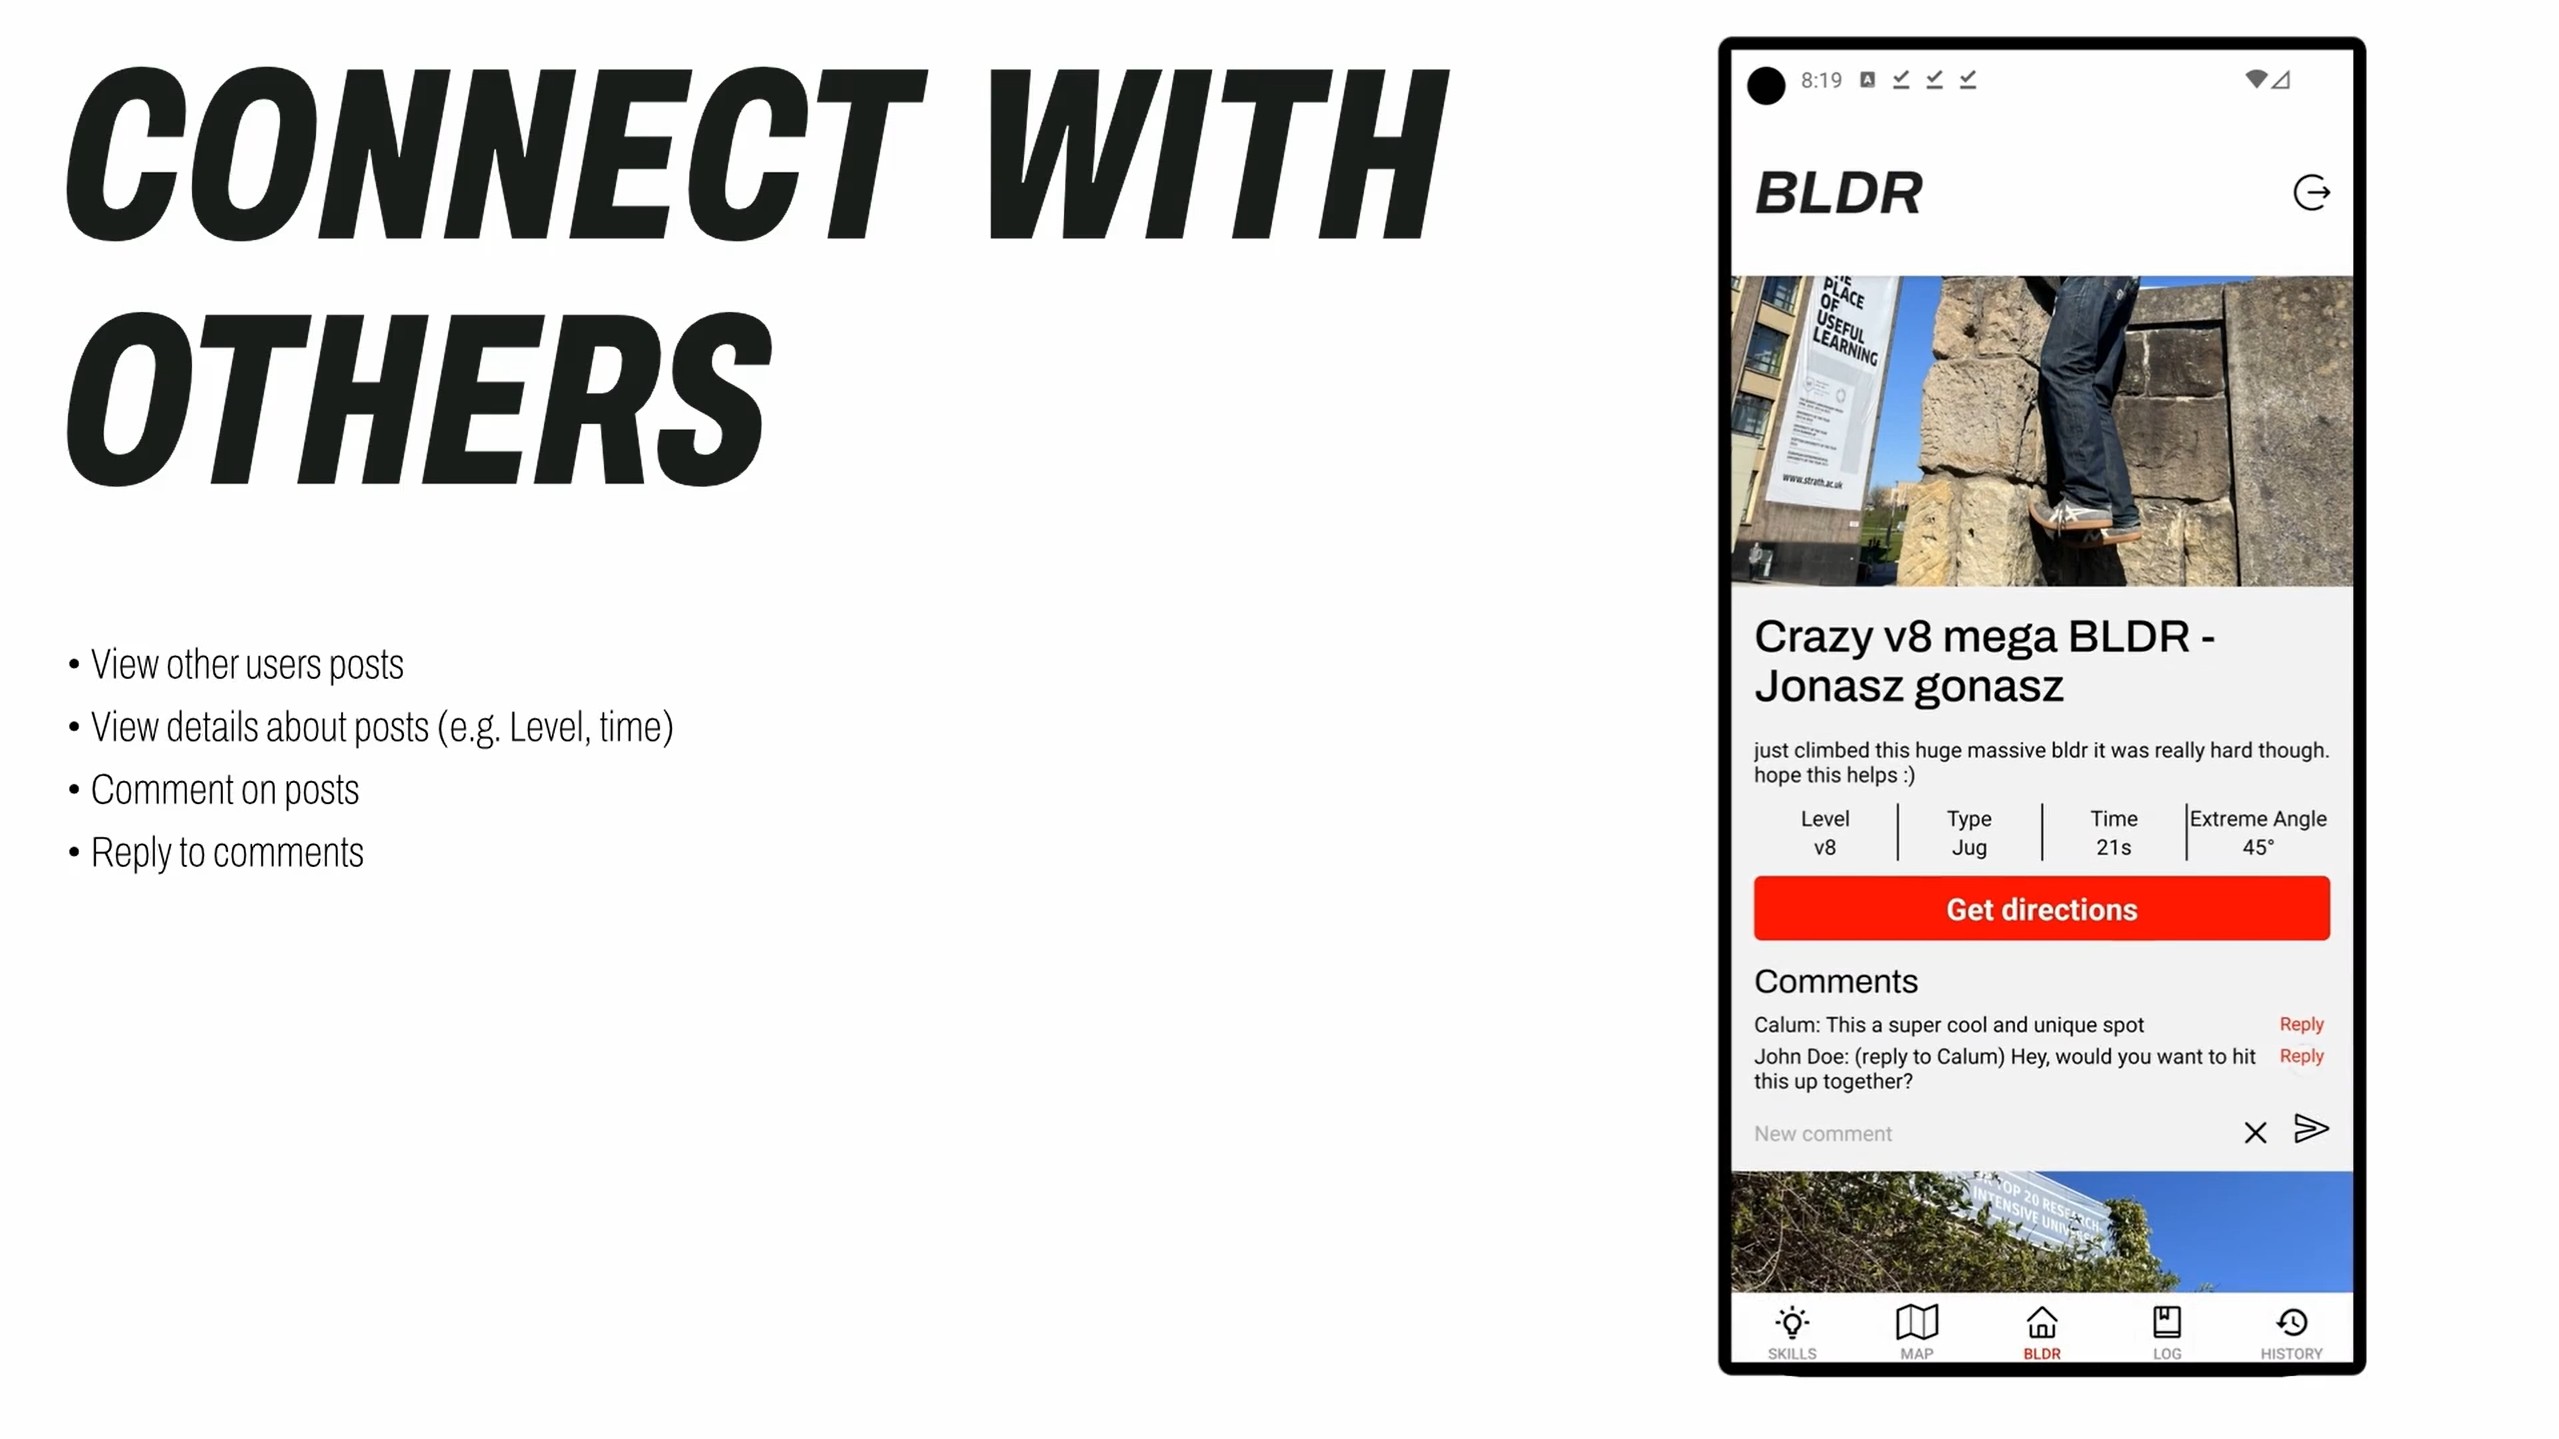 CONNECT WITH
OTHERS
• View other users posts
• View details about posts (e.g. Level, time)
• Comment on posts
• Reply to comments
8:19
BLDR
PLACE
OF
USEFUL
LEARNING
www.strath.ac.uk
Crazy v8 mega BLDR -
Jonasz gonasz
just climbed this huge massive bldr it was really hard though.
hope this helps :)
Level Type Time Extreme Angle
v8 Jug 21s 45°
Get directions
Comments
Calum: This a super cool and unique spot Reply
John Doe: (reply to Calum) Hey, would you want to hit Reply
this up together?
New comment
TOP 20 RESEARCH
INTENSIVE
SKILLS MAP BLDR LOG HISTORY